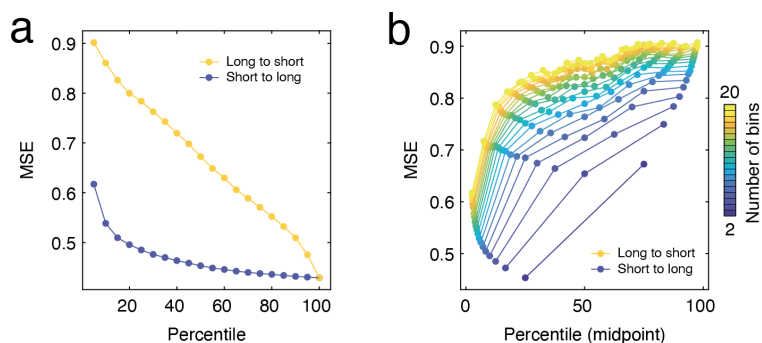 a
0.9
0.8
0.7
0.6
0.5
MSE
Long to short
Short to long
20
40
60
80
100
Percentile
b
0.9
0.8
0.7
0.6
0.5
MSE
Long to short
Short to long
0
50
100
Percentile (midpoint)
20
2
Number of bins